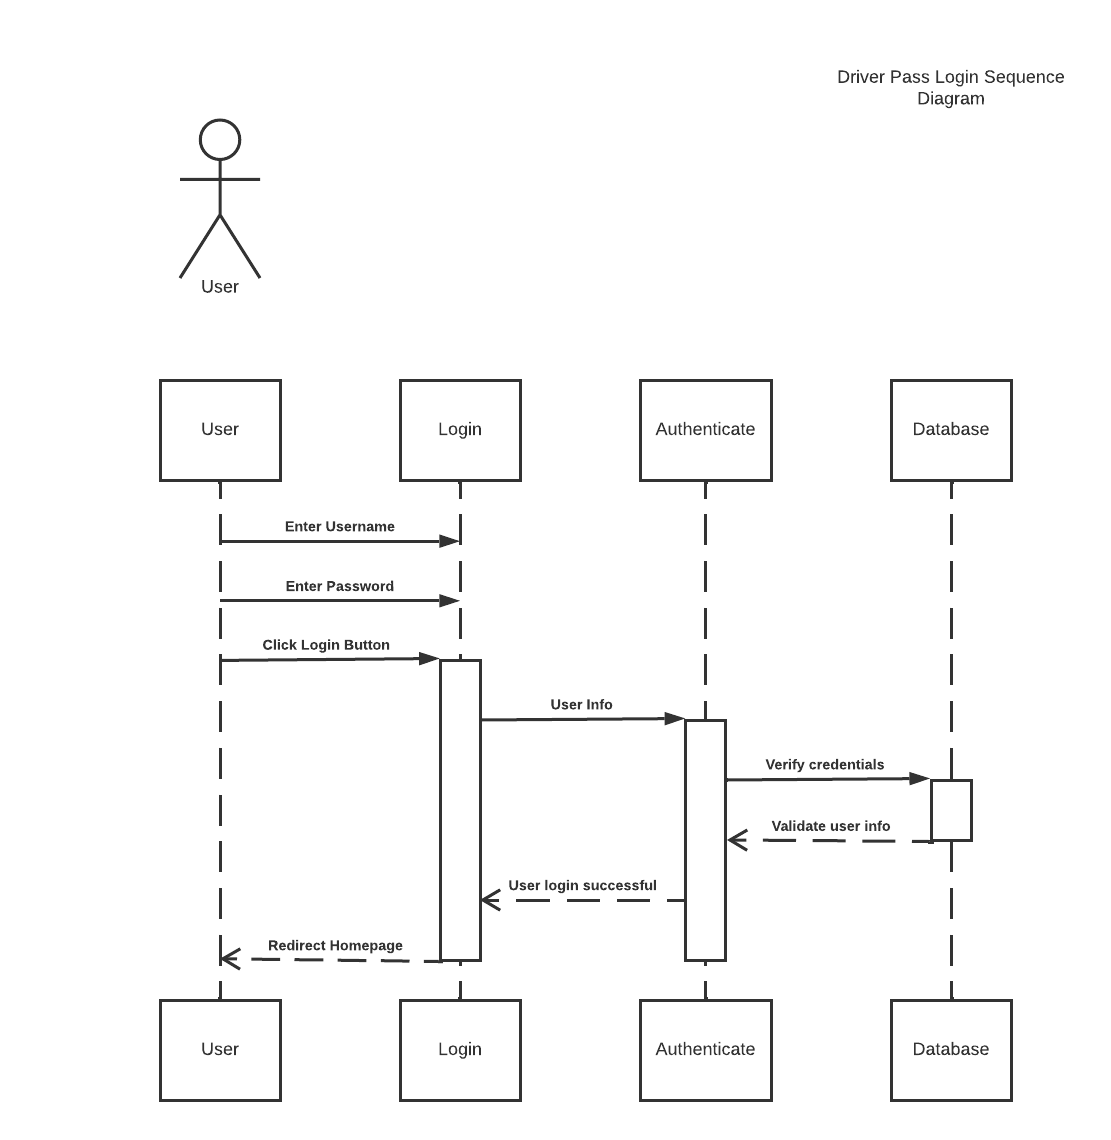 Driver Pass Login Sequence
Diagram
User
User
Login
Authenticate
Database
Enter Username
Enter Password
Click Login Button
User Info
Verify credentials
Validate user info
User login successful
Redirect Homepage
User
Login
Authenticate
Database